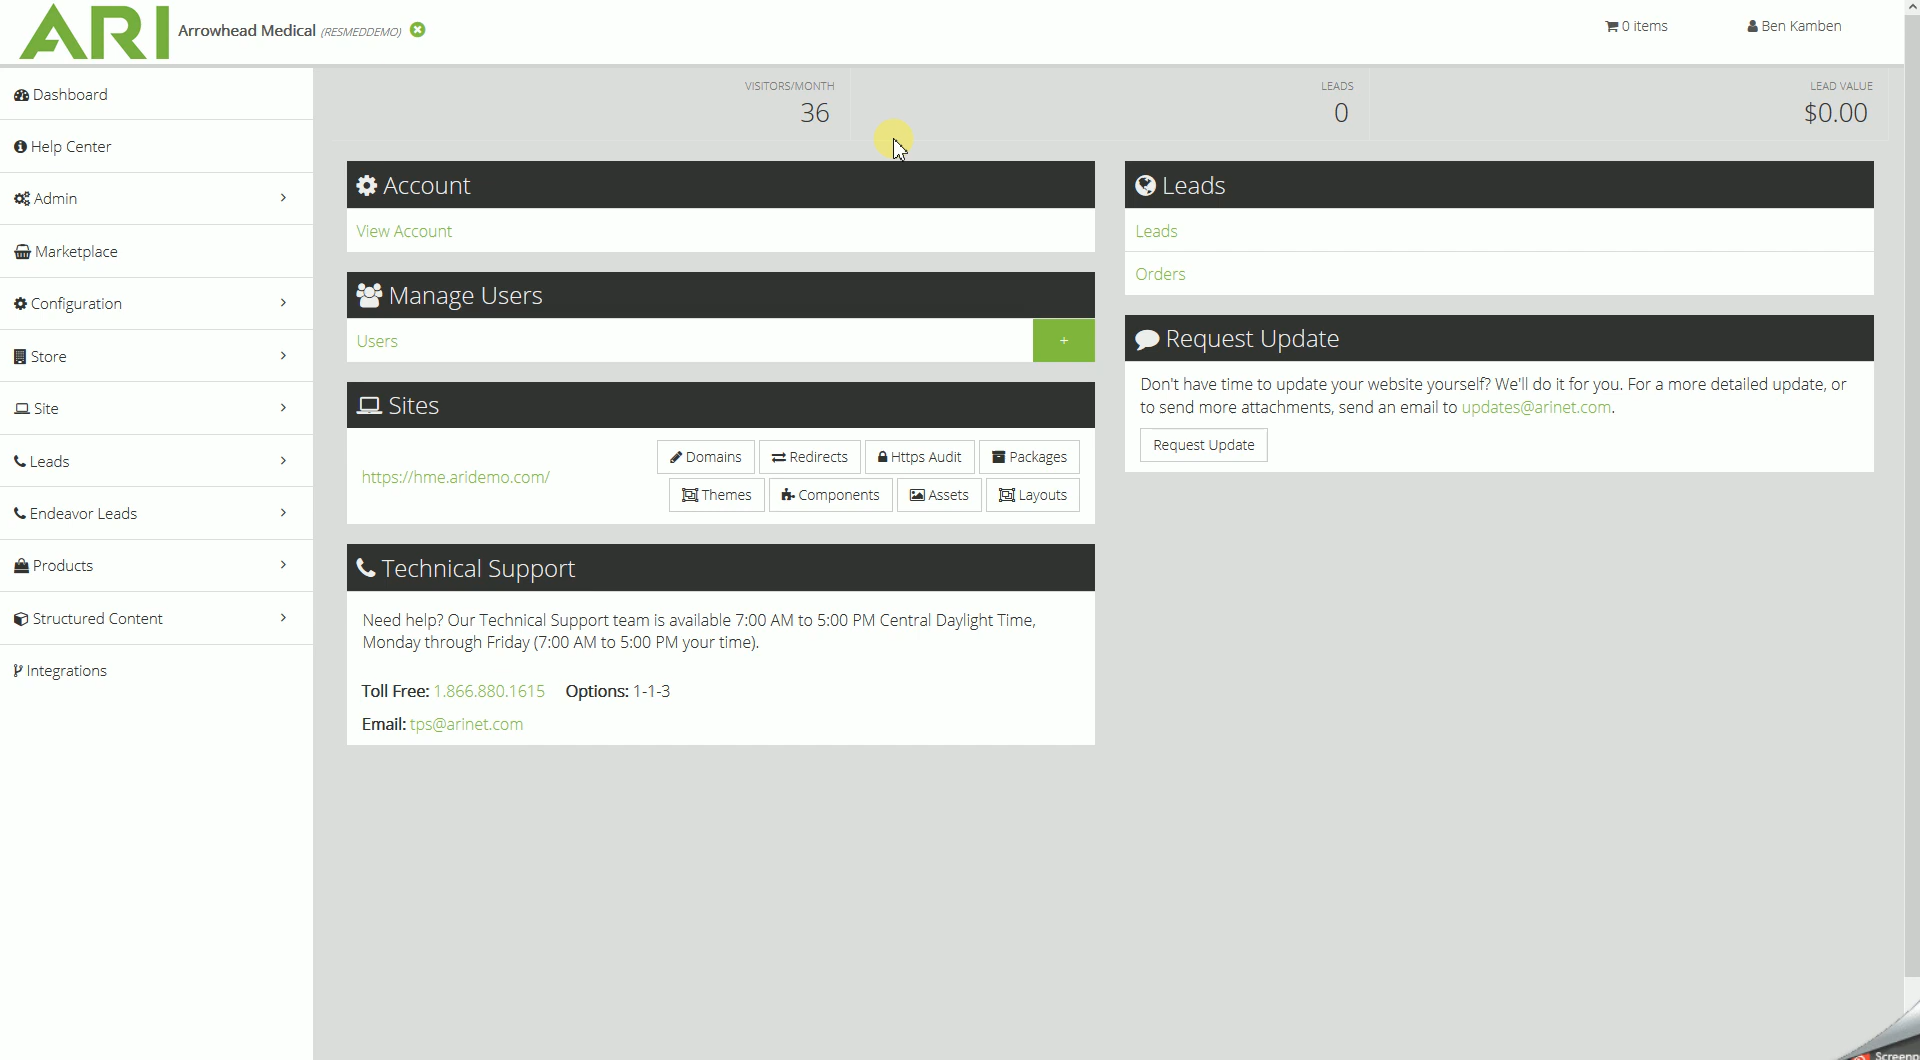 ARI
Arrowhead Medical (RESMEDDEMO)
0 items
Ben Kamben
Dashboard
Help Center
Admin
Marketplace
Configuration
Store
Site
Leads
Endeavor Leads
Products
Structured Content
Integrations
VISITORS/MONTH
36
LEADS
0
LEAD VALUE
$0.00
Account
View Account
Manage Users
Users
+
Sites
https://hme.aridemo.com/
Domains
Redirects
Https Audit
Packages
Themes
Components
Assets
Layouts
Technical Support
Need help? Our Technical Support team is available 7:00 AM to 5:00 PM Central Daylight Time,
Monday through Friday (7:00 AM to 5:00 PM your time).
Toll Free: 1.866.880.1615 Options: 1-1-3
Email: tps@arinet.com
Leads
Leads
Orders
Request Update
Don't have time to update your website yourself? We'll do it for you. For a more detailed update, or
to send more attachments, send an email to updates@arinet.com.
Request Update